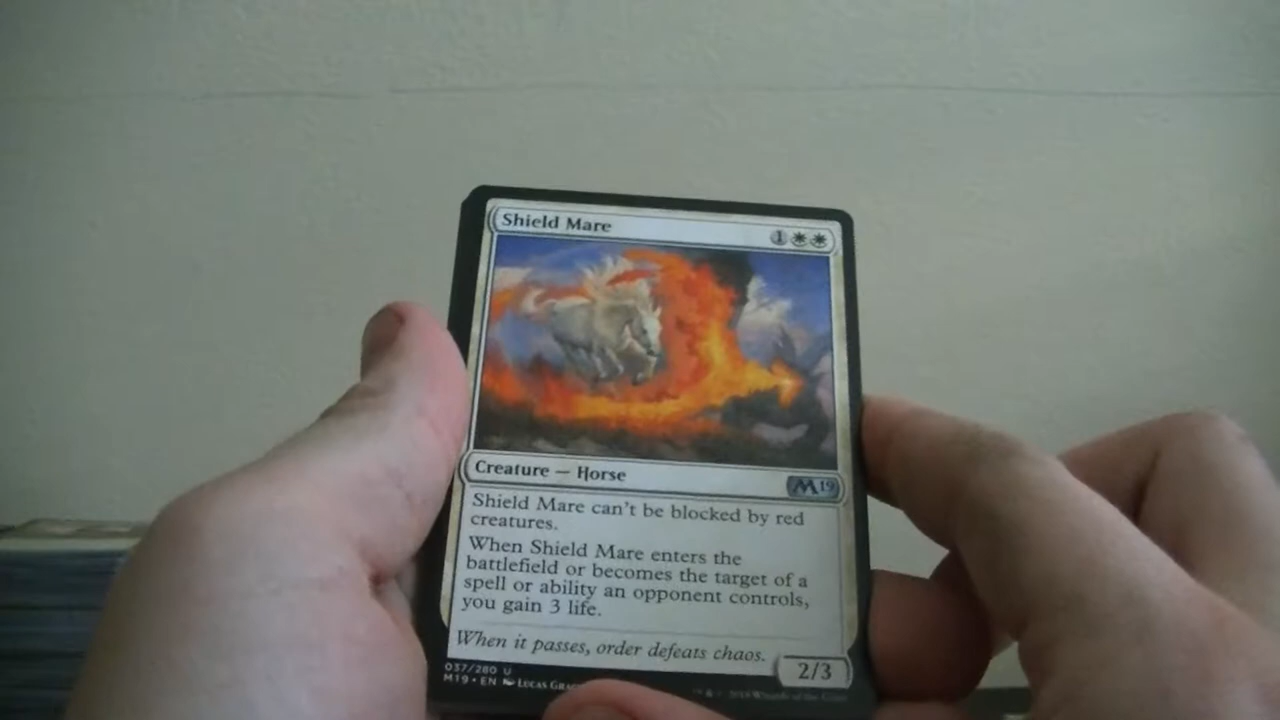 Shield Mare
1
Creature — Horse
M19
Shield Mare can't be blocked by red
creatures.
When Shield Mare enters the
battlefield or becomes the target of a
spell or ability an opponent controls,
you gain 3 life.
When it passes, order defeats chaos.
2/3
037/280 U
M19 • EN LUCAS